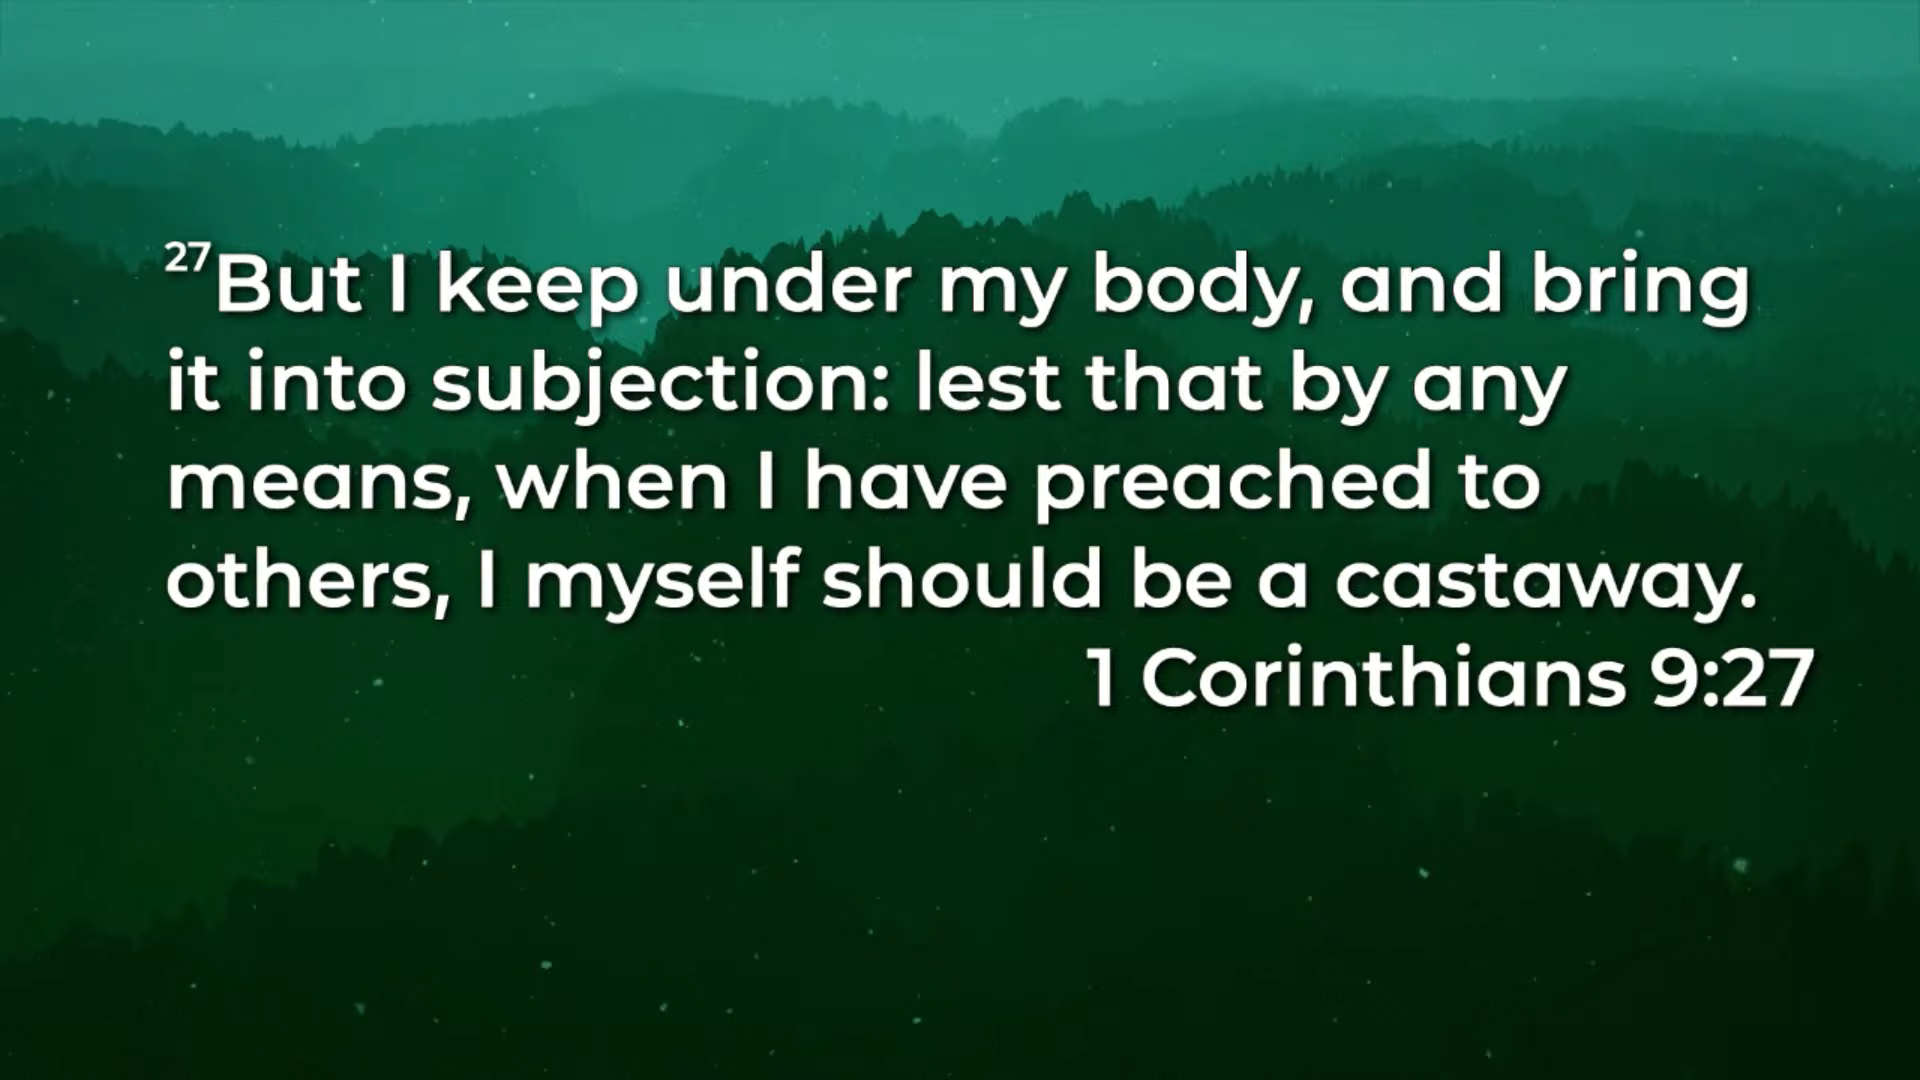 27But I keep under my body, and bring
it into subjection: lest that by any
means, when I have preached to
others, I myself should be a castaway.
1 Corinthians 9:27